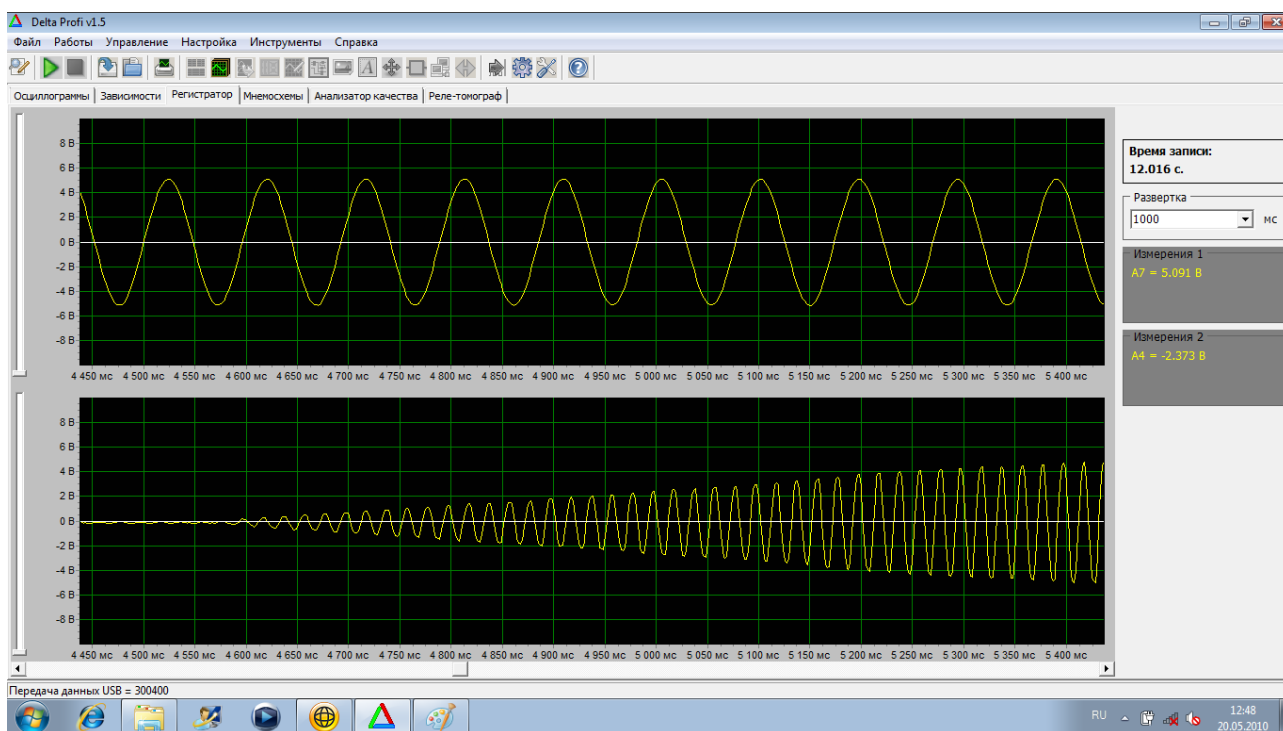 Delta Profi v1.5
Файл Работы Управление Настройка Инструменты Справка
Осциллограммы Зависимости Регистратор Мнемосхемы Анализатор качества Реле-томограф
8 В
6 В
4 В
2 В
0 В
-2 В
-4 В
-6 В
-8 В
4 450 мс 4 500 мс 4 550 мс 4 600 мс 4 650 мс 4 700 мс 4 750 мс 4 800 мс 4 850 мс 4 900 мс 4 950 мс 5 000 мс 5 050 мс 5 100 мс 5 150 мс 5 200 мс 5 250 мс 5 300 мс 5 350 мс 5 400 мс
8 В
6 В
4 В
2 В
0 В
-2 В
-4 В
-6 В
-8 В
4 450 мс 4 500 мс 4 550 мс 4 600 мс 4 650 мс 4 700 мс 4 750 мс 4 800 мс 4 850 мс 4 900 мс 4 950 мс 5 000 мс 5 050 мс 5 100 мс 5 150 мс 5 200 мс 5 250 мс 5 300 мс 5 350 мс 5 400 мс
Время записи:
12.016 с.
Развертка
1000 мс
Измерения 1
A7 = 5.091 В
Измерения 2
A4 = -2.373 В
Передача данных USB = 300400
RU
12:48
20.05.2010